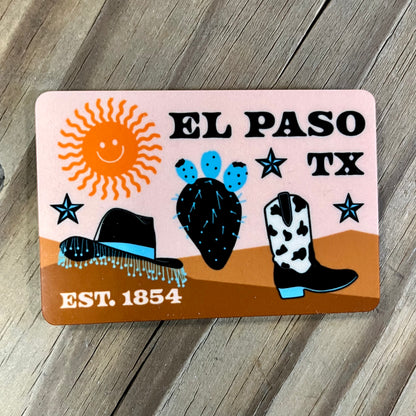 EL PASO
TX
EST. 1854